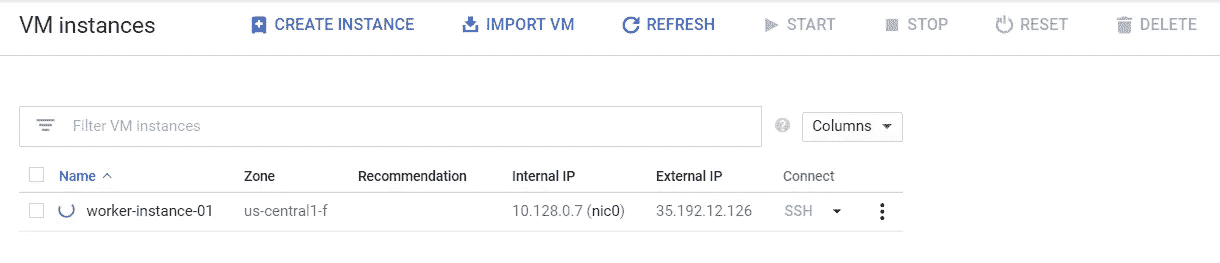 VM instances CREATE INSTANCE IMPORT VM REFRESH START STOP RESET DELETE
Filter VM instances ? Columns
Name Zone Recommendation Internal IP External IP Connect
worker-instance-01 us-central1-f 10.128.0.7 (nic0) 35.192.12.126 SSH